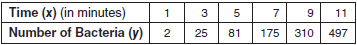 Time (x) (in minutes) 1 3 5 7 9 11
Number of Bacteria (y) 2 25 81 175 310 497